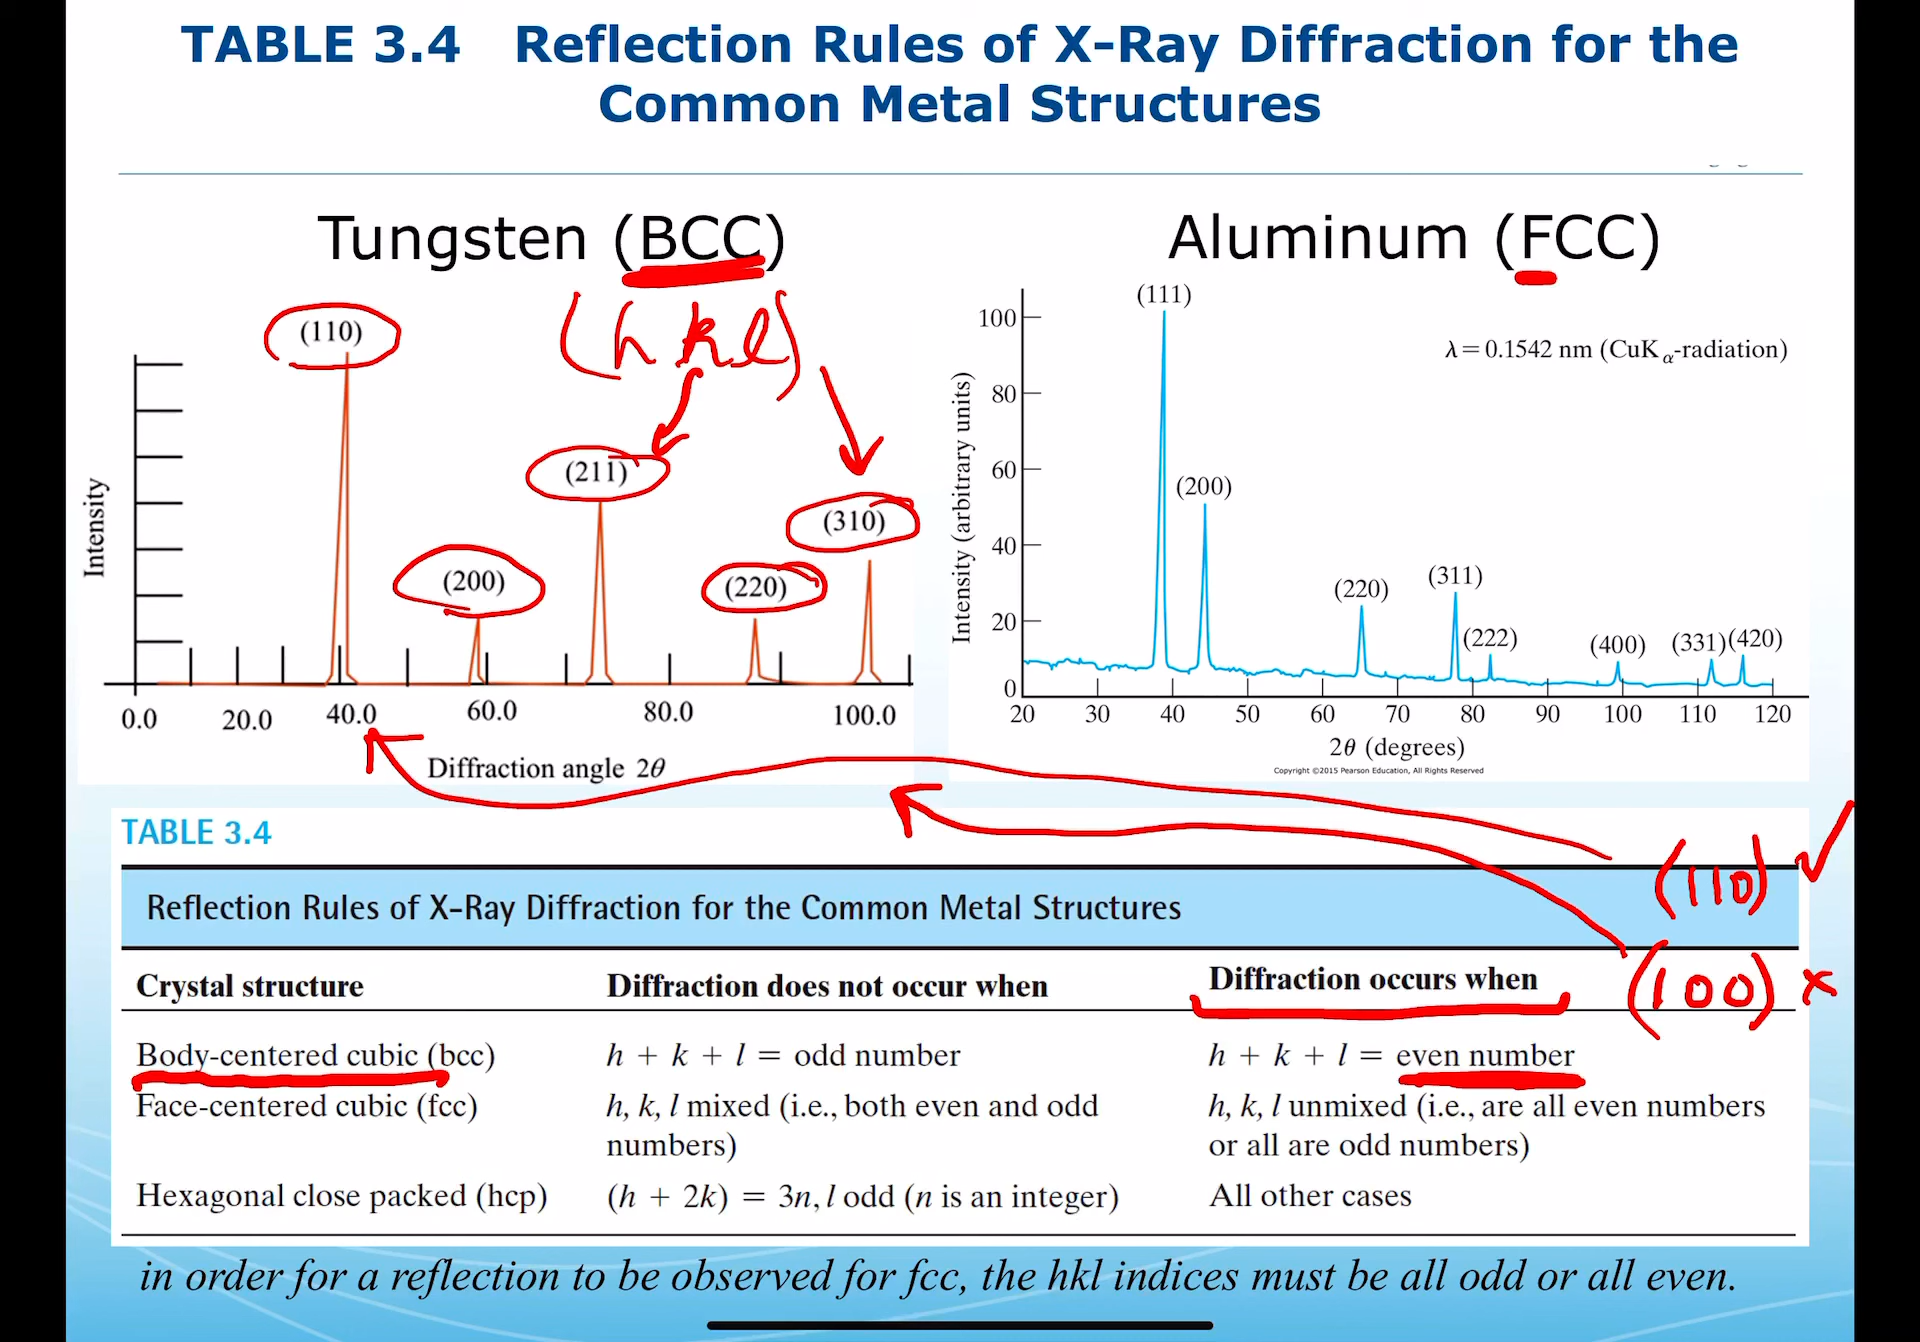 TABLE 3.4 Reflection Rules of X-Ray Diffraction for the
Common Metal Structures
Tungsten (BCC)
(h k l)
(110)
(200)
(211)
(220)
(310)
Intensity
0.0 20.0 40.0 60.0 80.0 100.0
Diffraction angle 2θ
Aluminum (FCC)
(111)
λ = 0.1542 nm (CuKα-radiation)
(200)
(220)
(311)
(222)
(400)
(331) (420)
Intensity (arbitrary units)
100
80
60
40
20
0
20 30 40 50 60 70 80 90 100 110 120
2θ (degrees)
Copyright ©2015 Pearson Education, All Rights Reserved
TABLE 3.4
(110) ✓
Reflection Rules of X-Ray Diffraction for the Common Metal Structures
(100) ×
Crystal structure Diffraction does not occur when Diffraction occurs when
Body-centered cubic (bcc) h + k + l = odd number h + k + l = even number
Face-centered cubic (fcc) h, k, l mixed (i.e., both even and odd h, k, l unmixed (i.e., are all even numbers
numbers) or all are odd numbers)
Hexagonal close packed (hcp) (h + 2k) = 3n, l odd (n is an integer) All other cases
in order for a reflection to be observed for fcc, the hkl indices must be all odd or all even.